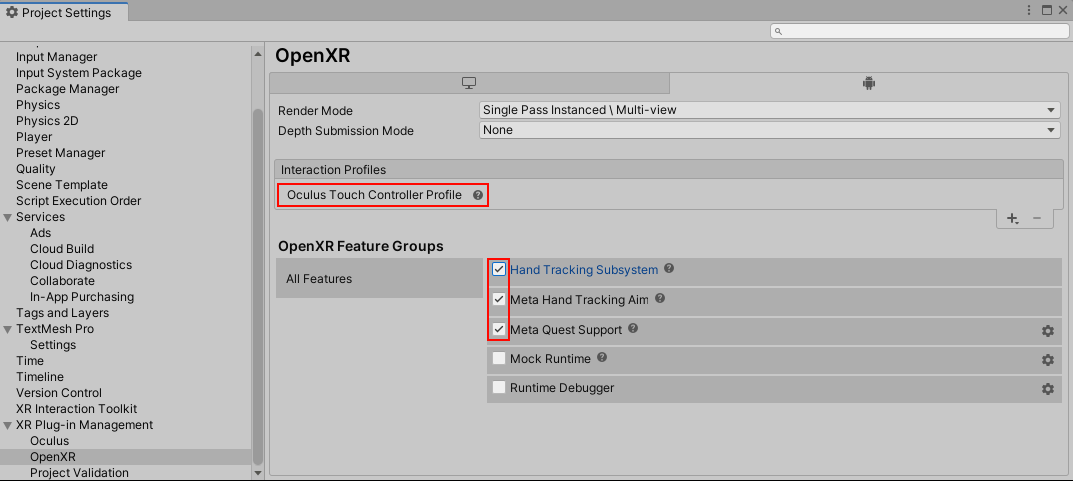 Project Settings
Input Manager
Input System Package
Package Manager
Physics
Physics 2D
Player
Preset Manager
Quality
Scene Template
Script Execution Order
Services
Ads
Cloud Build
Cloud Diagnostics
Collaborate
In-App Purchasing
Tags and Layers
TextMesh Pro
Settings
Time
Timeline
Version Control
XR Interaction Toolkit
XR Plug-in Management
Oculus
OpenXR
Project Validation
OpenXR
Render Mode
Single Pass Instanced \ Multi-view
Depth Submission Mode
None
Interaction Profiles
Oculus Touch Controller Profile
OpenXR Feature Groups
All Features
Hand Tracking Subsystem
Meta Hand Tracking Aim
Meta Quest Support
Mock Runtime
Runtime Debugger